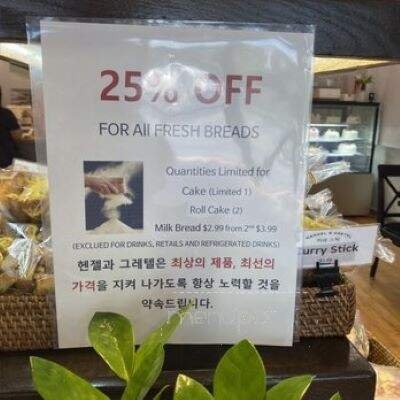 25% OFF
FOR All FRESH BREADS
Quantities Limited for
Cake (Limited 1)
Roll Cake (2)
Milk Bread $2.99 from 2nd $3.99
(EXCLUDED FOR DRINKS, RETAILS AND REFRIGERATED DRINKS)
헨젤과 그레텔은 최상의 제품, 최선의
가격을 지켜 나가도록 항상 노력할 것을
약속드립니다.
HANSEL & GRETEL
Curry Stick